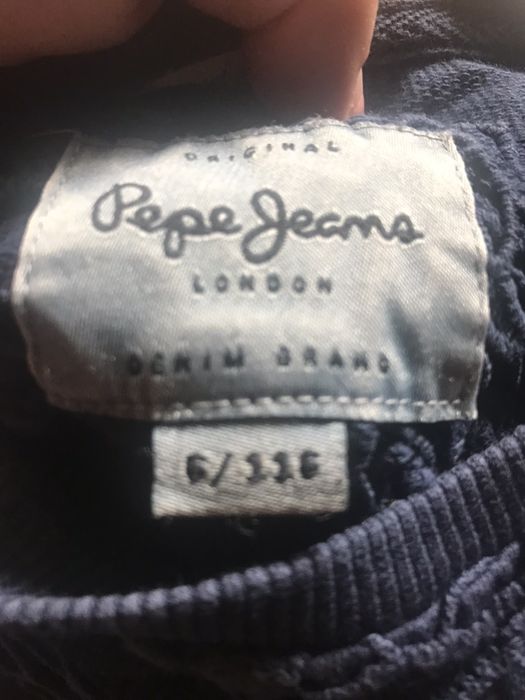 ORIGINAL
Pepe Jeans
LONDON
DENIM BRAND
6/116